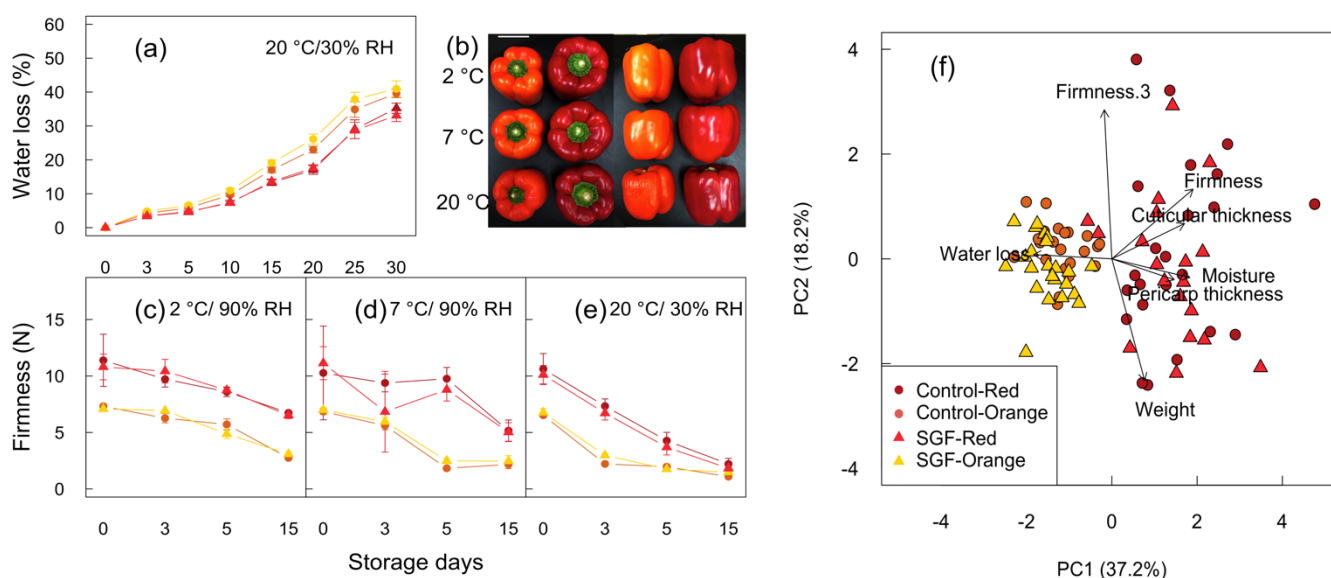 (a)
20 °C/30% RH
Water loss (%)
60
50
40
30
20
10
0
0 3 5 10 15 20 25 30
(b)
2 °C
7 °C
20 °C
(c) 2 °C/ 90% RH
(d) 7 °C/ 90% RH
(e) 20 °C/ 30% RH
Firmness (N)
15
10
5
0
0 3 5 15
0 3 5 15
0 3 5 15
Storage days
(f)
PC2 (18.2%)
4
2
0
-2
-4
Firmness.3
Firmness
Cuticular thickness
Water loss
Moisture
Pericarp thickness
Weight
Control-Red
Control-Orange
SGF-Red
SGF-Orange
-4 -2 0 2 4
PC1 (37.2%)